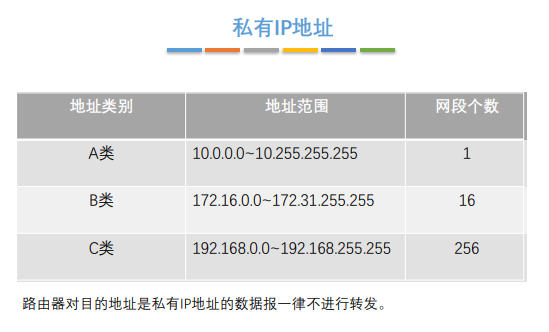 私有IP地址
地址类别 地址范围 网段个数
A类 10.0.0.0~10.255.255.255 1
B类 172.16.0.0~172.31.255.255 16
C类 192.168.0.0~192.168.255.255 256
路由器对目的地址是私有IP地址的数据报一律不进行转发。